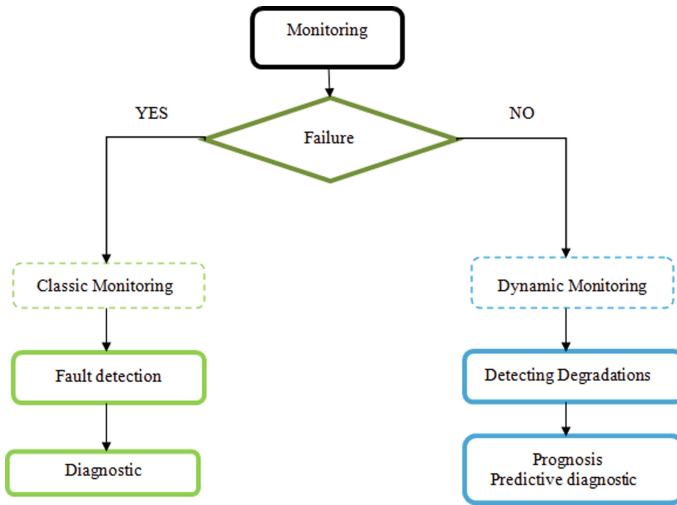 Monitoring
YES
NO
Failure
Classic Monitoring
Dynamic Monitoring
Fault detection
Detecting Degradations
Diagnostic
Prognosis
Predictive diagnostic